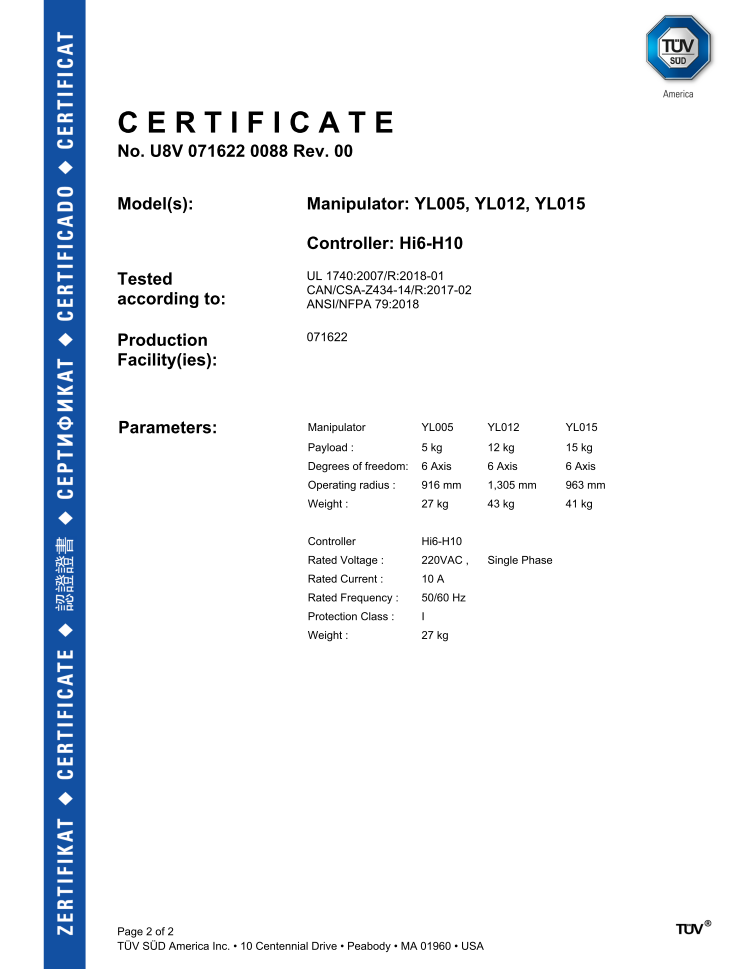 ZERTIFIKAT ◆ CERTIFICATE ◆ 認證證書 ◆ СЕРТИФИКАТ ◆ CERTIFICADO ◆ CERTIFICAT
TÜV
SÜD
America
CERTIFICATE
No. U8V 071622 0088 Rev. 00
Model(s): Manipulator: YL005, YL012, YL015
Controller: Hi6-H10
Tested
according to:
UL 1740:2007/R:2018-01
CAN/CSA-Z434-14/R:2017-02
ANSI/NFPA 79:2018
Production
Facility(ies):
071622
Parameters:
Manipulator YL005 YL012 YL015
Payload : 5 kg 12 kg 15 kg
Degrees of freedom: 6 Axis 6 Axis 6 Axis
Operating radius : 916 mm 1,305 mm 963 mm
Weight : 27 kg 43 kg 41 kg
Controller Hi6-H10
Rated Voltage : 220VAC , Single Phase
Rated Current : 10 A
Rated Frequency : 50/60 Hz
Protection Class : I
Weight : 27 kg
Page 2 of 2
TÜV SÜD America Inc. • 10 Centennial Drive • Peabody • MA 01960 • USA
TÜV®